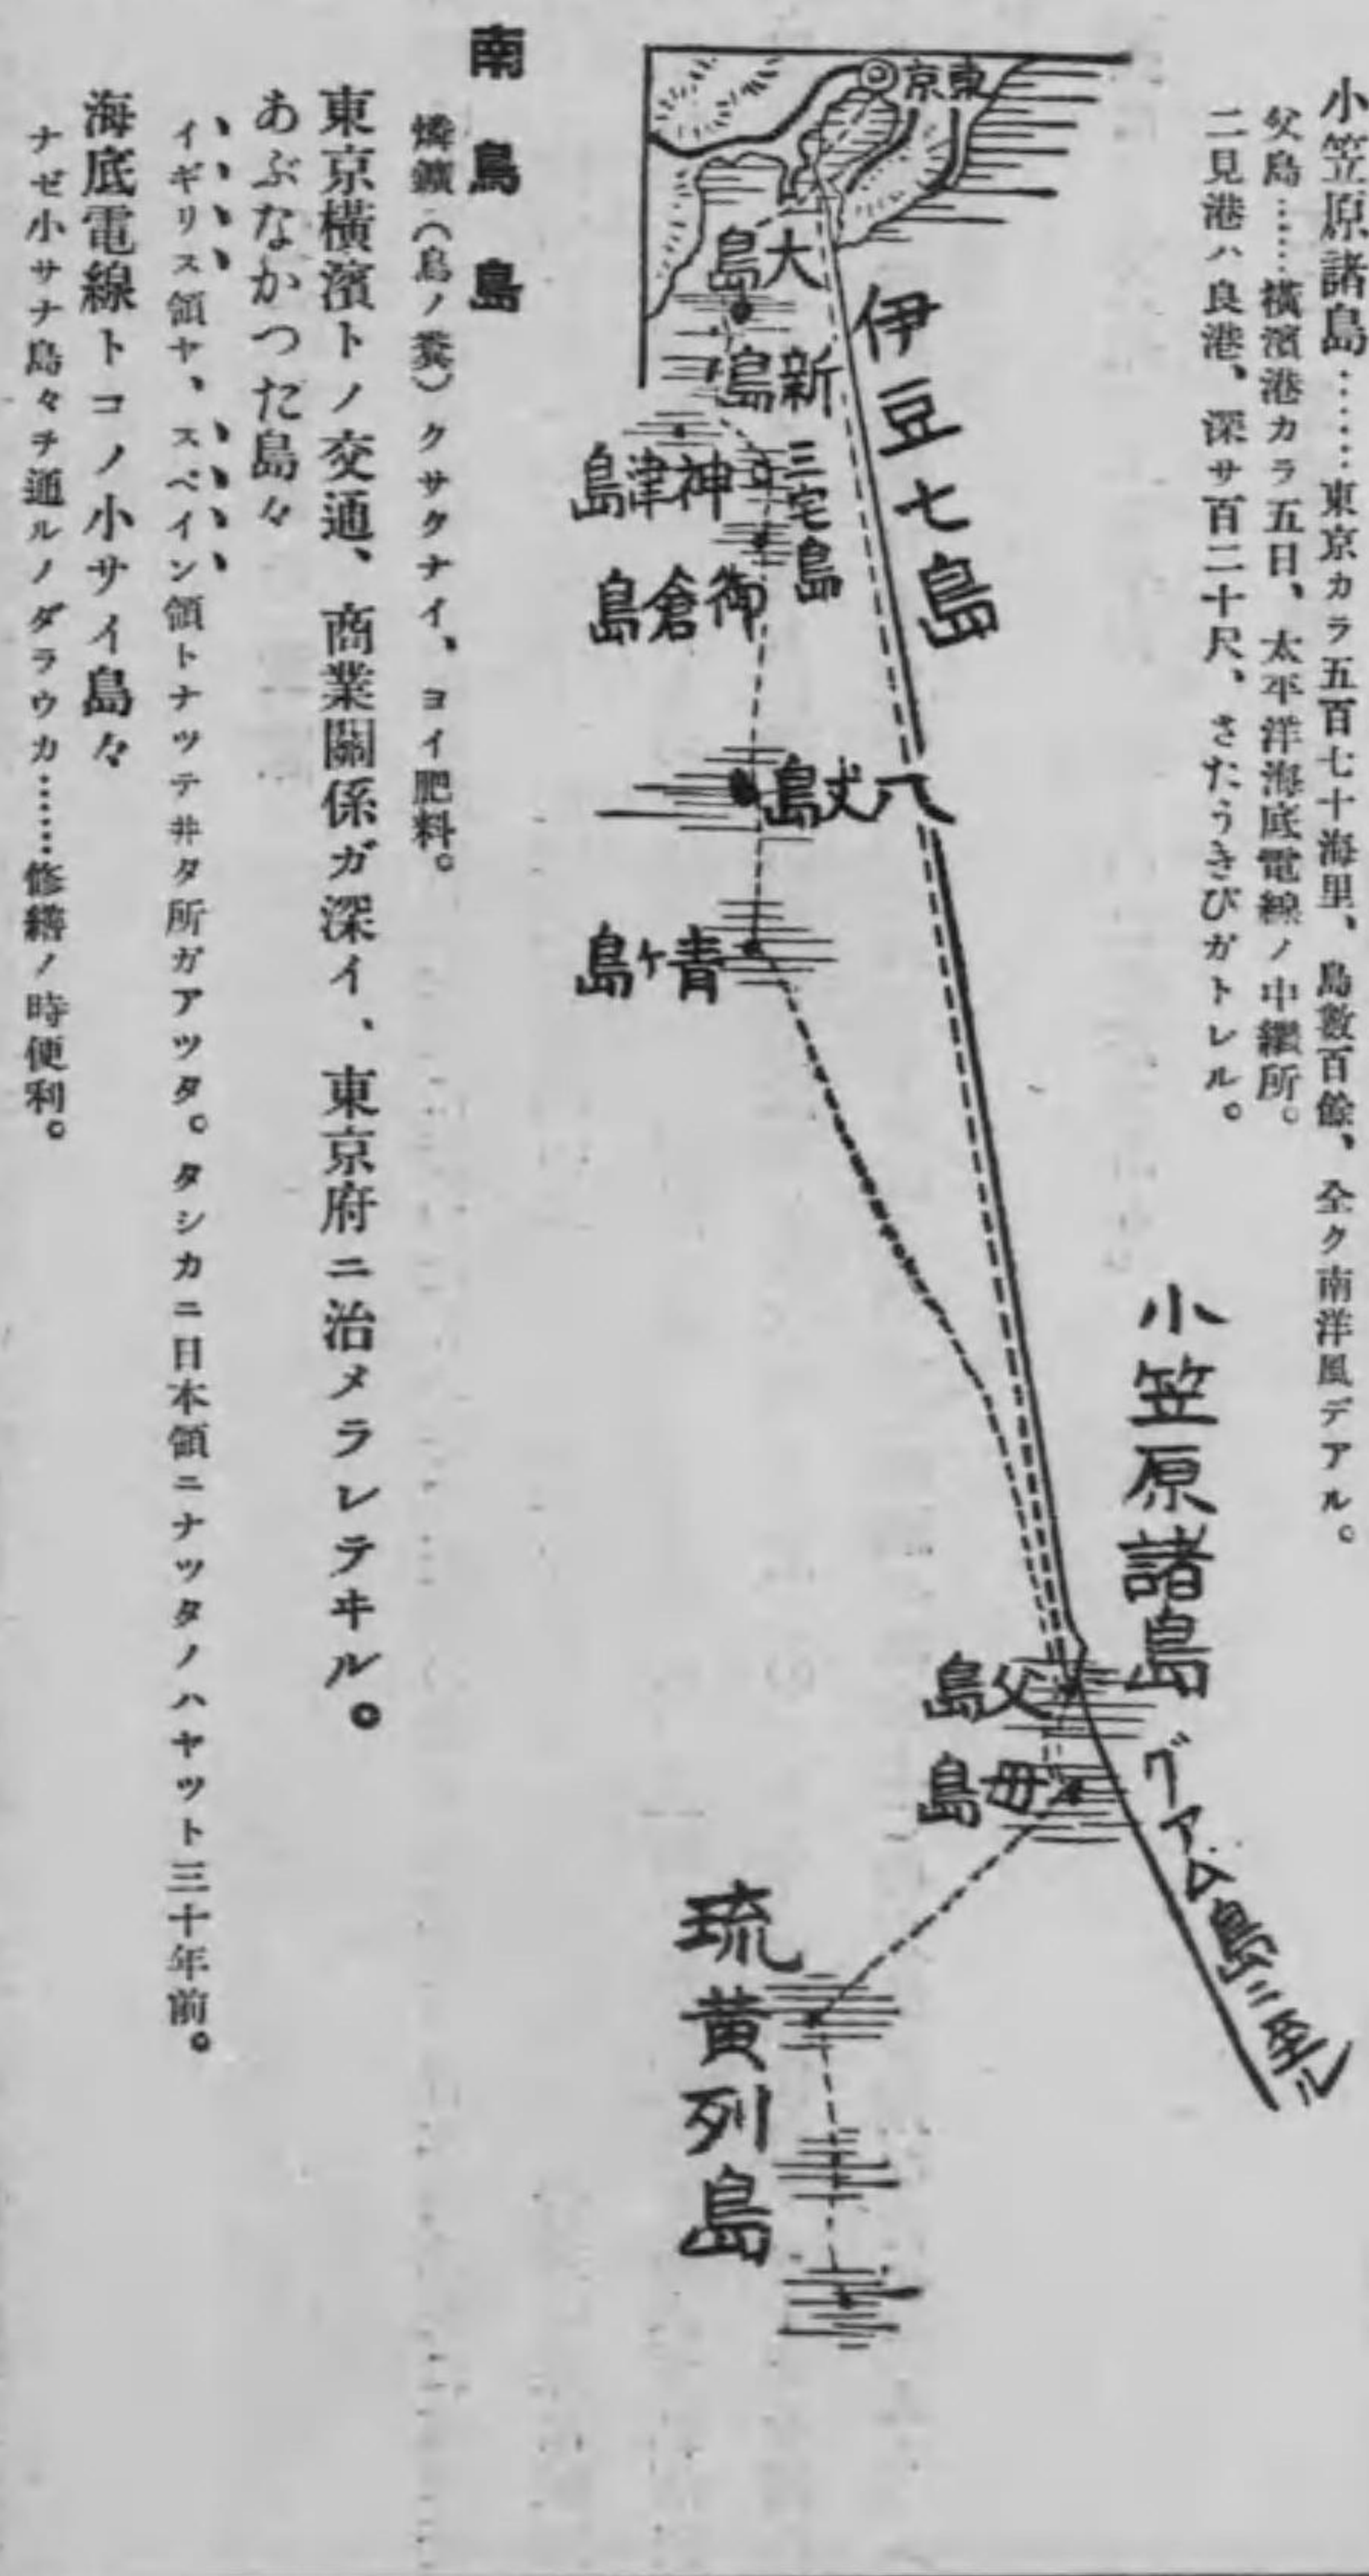 小笠原諸島………東京カラ五百七十海里、島數百餘、全ク南洋風デアル。
父島……横濱港カラ五日、太平洋海底電線ノ中繼所。
二見港ハ良港、深サ百二十尺、さたうきびガトレル。
東京
大島
新島
神津島
三宅島
御倉島
伊豆七島
八丈島
青ヶ島
小笠原諸島
父島
母島
グアム島ニ至ル
琉黄列島
南鳥島
燐鑛(鳥ノ糞)クサクナイ、ヨイ肥料。
東京橫濱トノ交通、商業關係ガ深イ、東京府ニ治メラレテヰル。
あぶなかつた島々
イギリス領ヤ、スペイン領トナツテ井タ所ガアツタ。タシカニ日本領ニナツタノハヤット三十年前。
海底電線トコノ小サイ島々
ナゼ小サナ島々ヲ通ルノダラウカ……修繕ノ時便利。